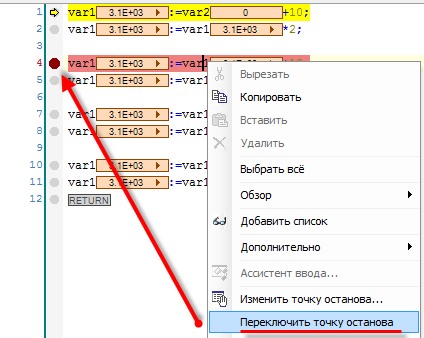 1 var1 3.1E+03 :=var2 0 +10;
2 var1 3.1E+03 :=var1 3.1E+03 *2;
3
4 var1 3.1E+03 :=var1
5 var1 3.1E+03 :=var1
6
7 var1 3.1E+03 :=var1
8 var1 3.1E+03 :=var1
9
10 var1 3.1E+03 :=var1
11 var1 3.1E+03 :=var1
12 RETURN
Вырезать
Копировать
Вставить
Удалить
Выбрать всё
Обзор
Добавить список
Дополнительно
Ассистент ввода...
Изменить точку останова...
Переключить точку останова